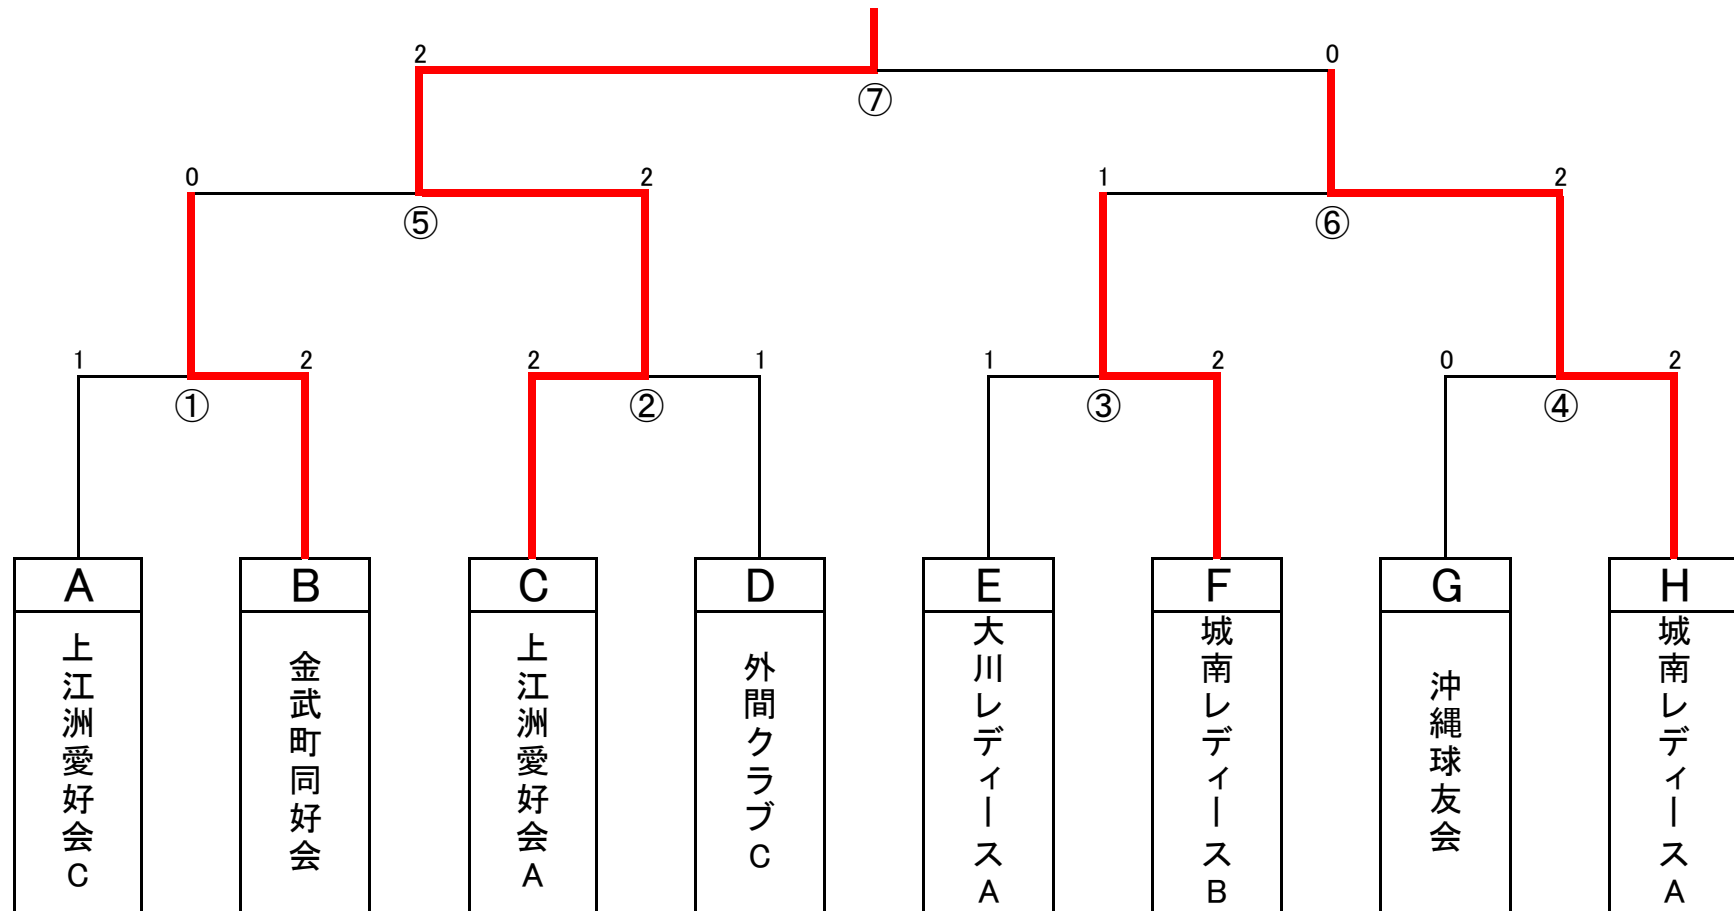 2 0
⑦
0 2 1 2
⑤ ⑥
1 2 2 1 1 2 0 2
① ② ③ ④
A B C D E F G H
上江洲愛好会C
金武町同好会
上江洲愛好会A
外間クラブC
大川レディースA
城南レディースB
沖縄球友会
城南レディースA